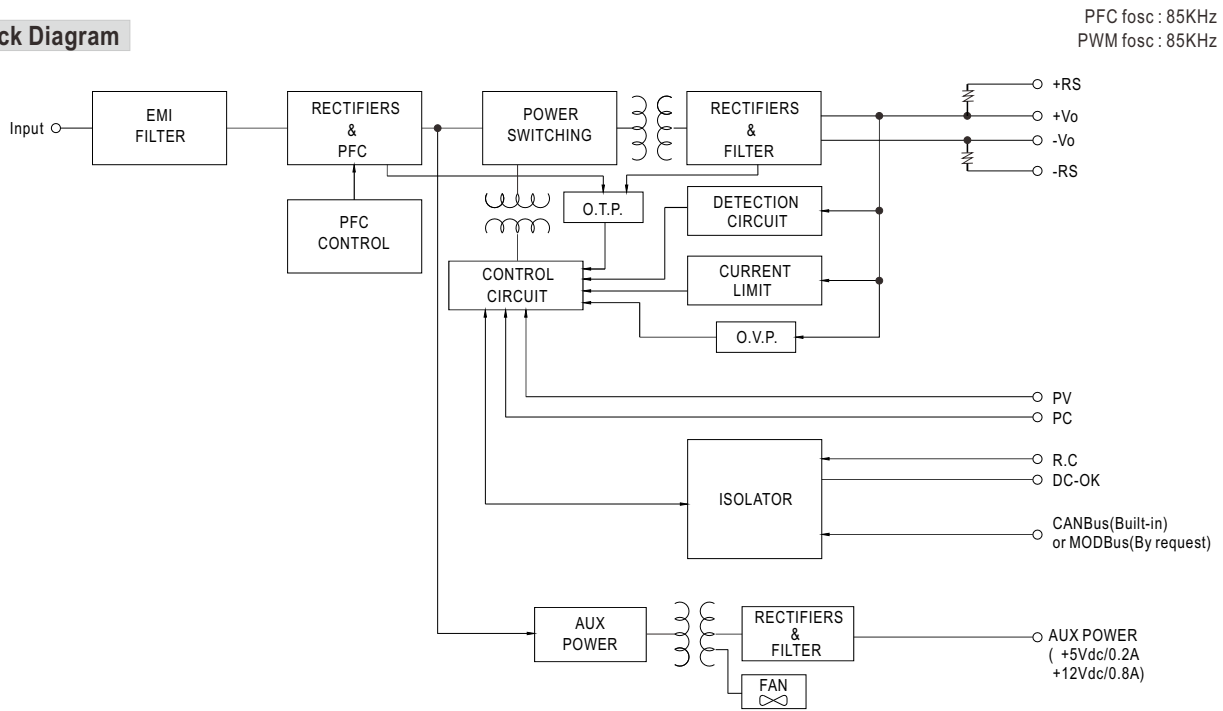 ck Diagram
PFC fosc : 85KHz
PWM fosc : 85KHz
Input
EMI
FILTER
RECTIFIERS
&
PFC
POWER
SWITCHING
RECTIFIERS
&
FILTER
+RS
+Vo
-Vo
-RS
PFC
CONTROL
O.T.P.
DETECTION
CIRCUIT
CONTROL
CIRCUIT
CURRENT
LIMIT
O.V.P.
PV
PC
ISOLATOR
R.C
DC-OK
CANBus(Built-in)
or MODBus(By request)
AUX
POWER
RECTIFIERS
&
FILTER
FAN
AUX POWER
( +5Vdc/0.2A
+12Vdc/0.8A)